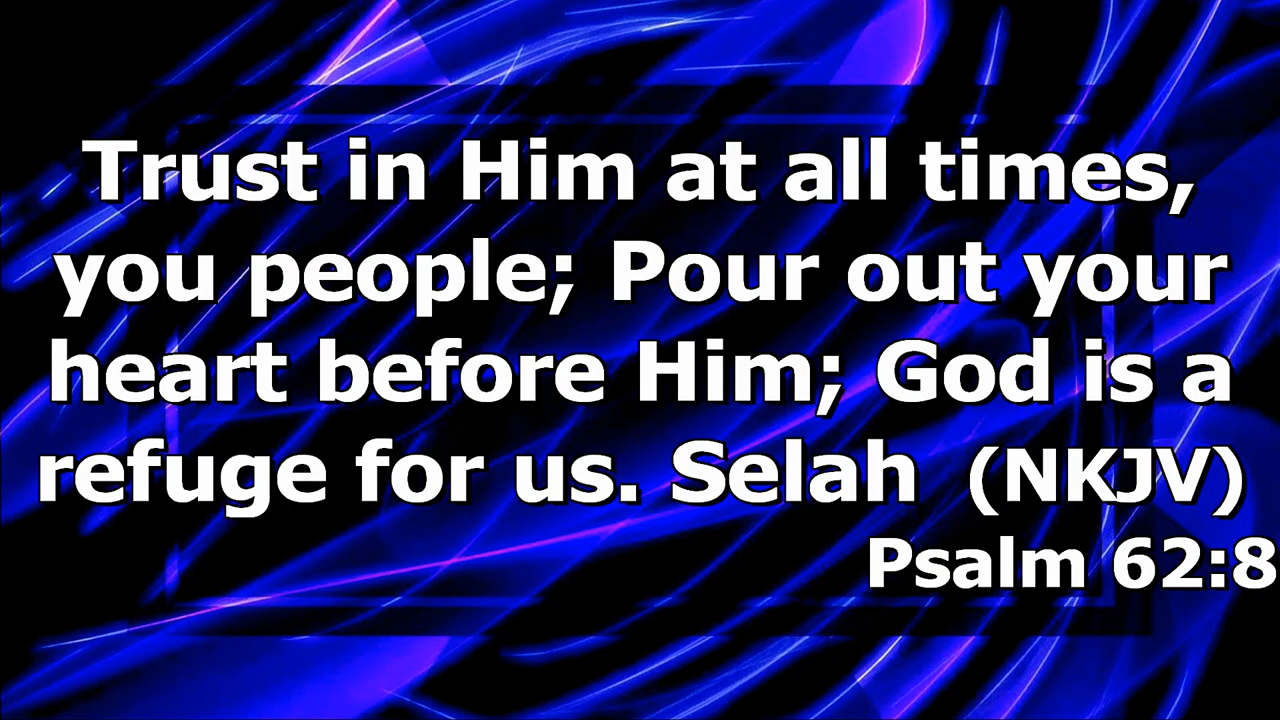 Trust in Him at all times,
you people; Pour out your
heart before Him; God is a
refuge for us. Selah (NKJV)
Psalm 62:8